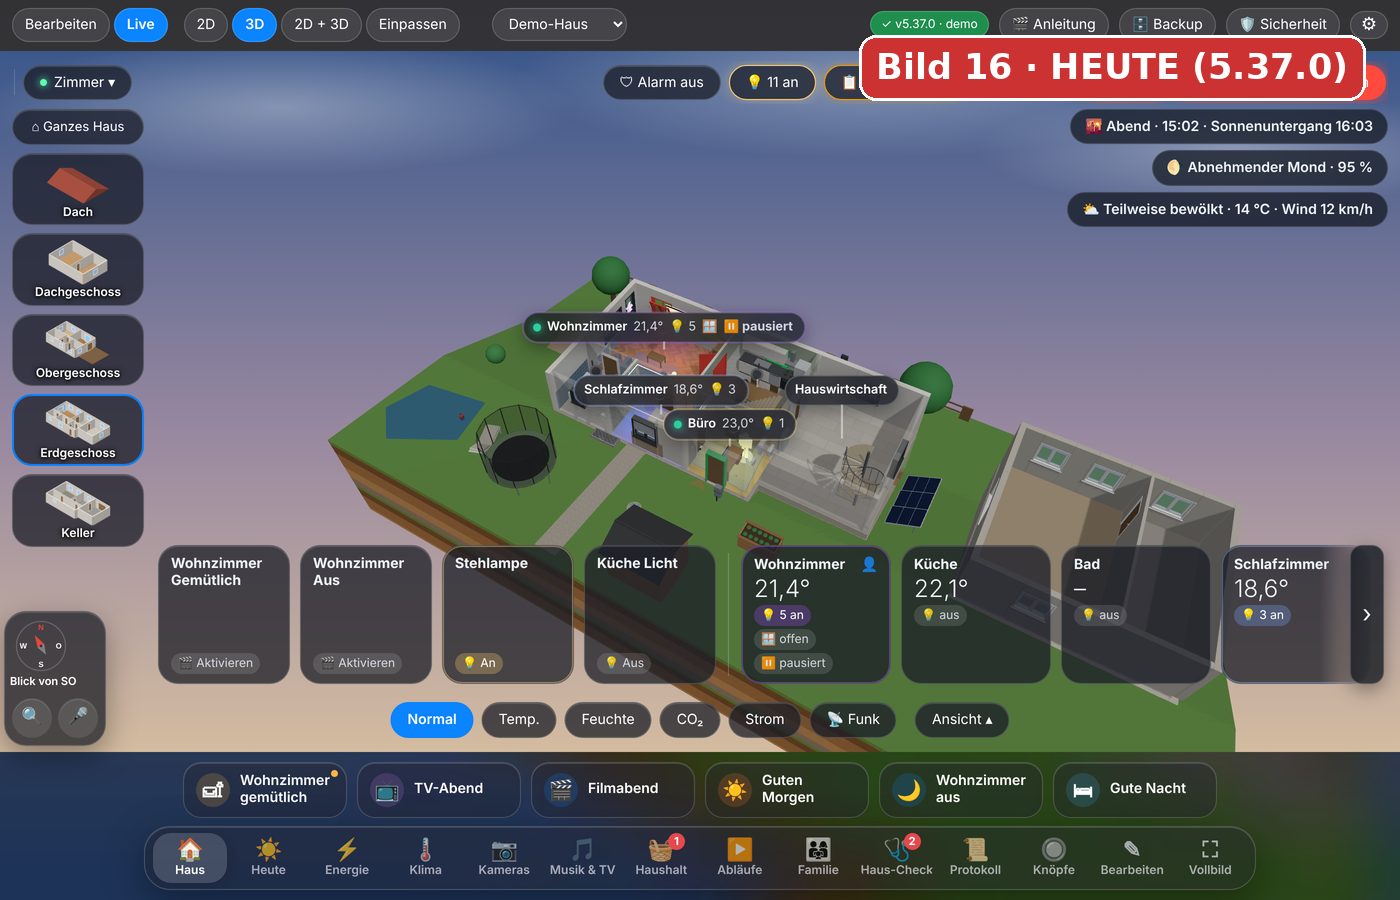 Bearbeiten Live 2D 3D 2D + 3D Einpassen Demo-Haus ✓ v5.37.0 · demo Anleitung Backup Sicherheit
Bild 16 · HEUTE (5.37.0)
Zimmer ▾ Alarm aus 11 an
Ganzes Haus
Abend · 15:02 · Sonnenuntergang 16:03
Abnehmender Mond · 95 %
Teilweise bewölkt · 14 °C · Wind 12 km/h
Dach
Dachgeschoss
Obergeschoss
Erdgeschoss
Keller
Wohnzimmer 21,4° 5 pausiert
Schlafzimmer 18,6° 3
Hauswirtschaft
Büro 23,0° 1
Wohnzimmer Gemütlich
Aktivieren
Wohnzimmer Aus
Aktivieren
Stehlampe
An
Küche Licht
Aus
Wohnzimmer
21,4°
5 an
offen
pausiert
Küche
22,1°
aus
Bad
–
aus
Schlafzimmer
18,6°
3 an
›
N
W O
S
Blick von SO
Normal Temp. Feuchte CO₂ Strom Funk Ansicht ▴
Wohnzimmer gemütlich
TV-Abend
Filmabend
Guten Morgen
Wohnzimmer aus
Gute Nacht
1 2
Haus Heute Energie Klima Kameras Musik & TV Haushalt Abläufe Familie Haus-Check Protokoll Knöpfe Bearbeiten Vollbild